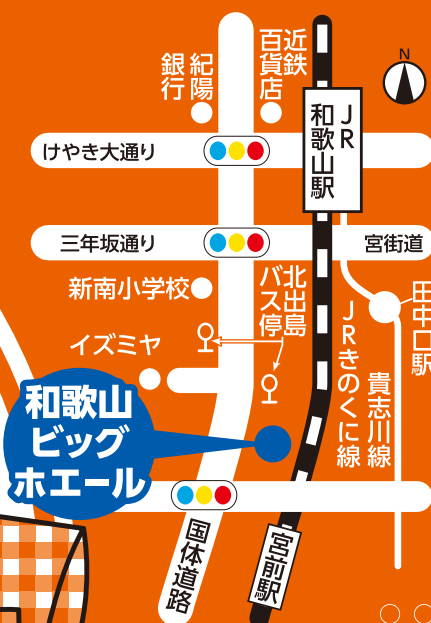 N
近鉄
百貨店
紀陽
銀行
JR
和歌山駅
けやき大通り
三年坂通り
宮街道
新南小学校
北出島
バス停
田中口駅
イズミヤ
JRきのくに線
貴志川線
和歌山
ビッグ
ホエール
国体道路
宮前駅